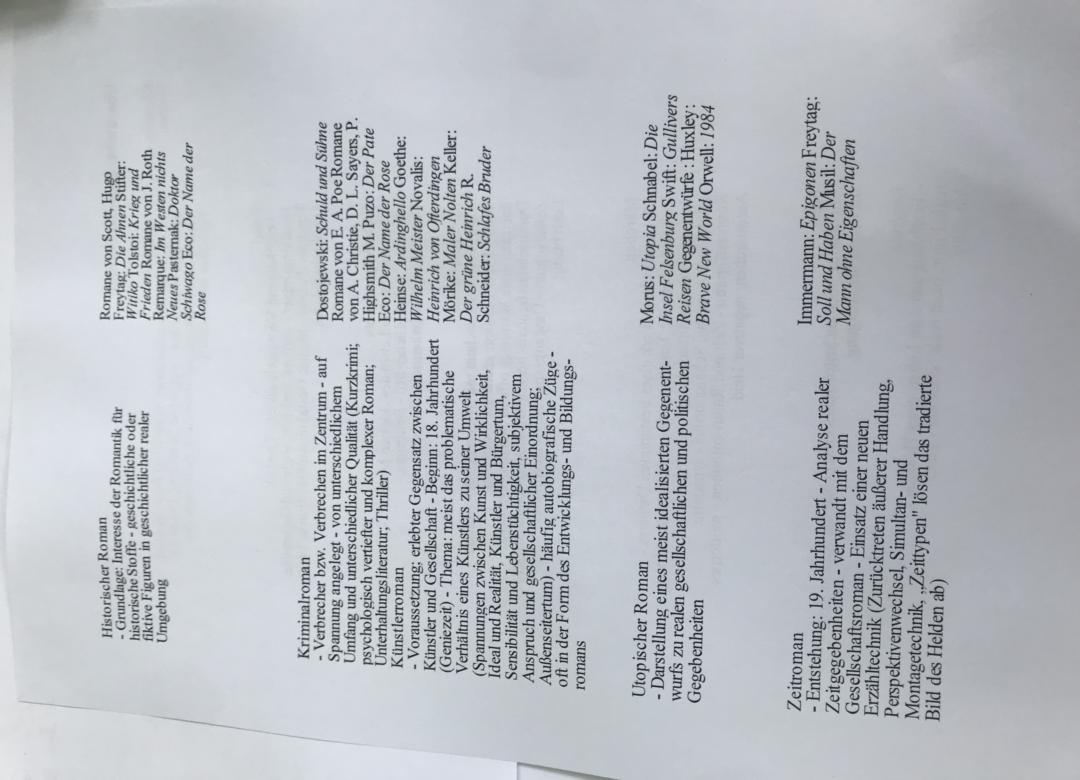 Historischer Roman
- Grundlage: Interesse der Romantik für
historische Stoffe - geschichtliche oder
fiktive Figuren in geschichtlicher realer
Umgebung
Romane von Scott, Hugo
Freytag: Die Ahnen Stifter:
Witiko Tolstoi: Krieg und
Frieden Romane von J. Roth
Remarque: Im Westen nichts
Neues Pasternak: Doktor
Schiwago Eco: Der Name der
Rose
Kriminalroman
- Verbrecher bzw. Verbrechen im Zentrum - auf
Spannung angelegt - von unterschiedlichem
Umfang und unterschiedlicher Qualität (Kurzkrimi;
psychologisch vertiefter und komplexer Roman;
Unterhaltungsliteratur; Thriller)
Künstlerroman
- Voraussetzung: erlebter Gegensatz zwischen
Künstler und Gesellschaft - Beginn: 18. Jahrhundert
(Geniezeit) - Thema: meist das problematische
Verhältnis eines Künstlers zu seiner Umwelt
(Spannungen zwischen Kunst und Wirklichkeit,
Ideal und Realität, Künstler und Bürgertum,
Sensibilität und Lebenstüchtigkeit, subjektivem
Anspruch und gesellschaftlicher Einordnung;
Außenseitertum) - häufig autobiografische Züge -
oft in der Form des Entwicklungs- und Bildungs-
romans
Dostojewski: Schuld und Sühne
Romane von E. A. Poe Romane
von A. Christie, D. L. Sayers, P.
Highsmith M. Puzo: Der Pate
Eco: Der Name der Rose
Heinse: Ardinghello Goethe:
Wilhelm Meister Novalis:
Heinrich von Ofterdingen
Mörike: Maler Nolten Keller:
Der grüne Heinrich R.
Schneider: Schlafes Bruder
Utopischer Roman
- Darstellung eines meist idealisierten Gegenent-
wurfs zu realen gesellschaftlichen und politischen
Gegebenheiten
Morus: Utopia Schnabel: Die
Insel Felsenburg Swift: Gullivers
Reisen Gegenentwürfe : Huxley:
Brave New World Orwell: 1984
Zeitroman
- Entstehung: 19. Jahrhundert - Analyse realer
Zeitgegebenheiten - verwandt mit dem
Gesellschaftsroman - Einsatz einer neuen
Erzähltechnik (Zurücktreten äußerer Handlung,
Perspektivenwechsel, Simultan- und
Montagetechnik, „Zeittypen" lösen das tradierte
Bild des Helden ab)
Immermann: Epigonen Freytag:
Soll und Haben Musil: Der
Mann ohne Eigenschaften